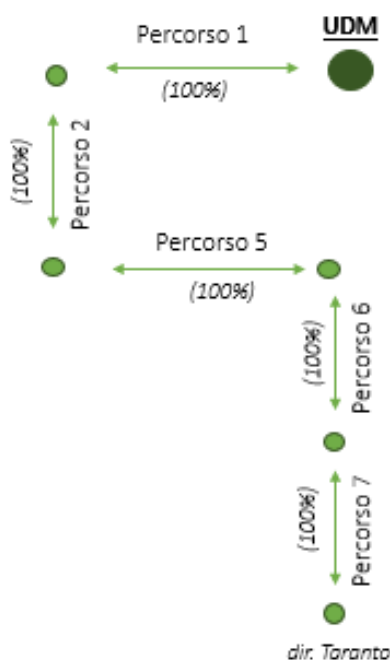 UDM
Percorso 1
(100%)
(100%)
Percorso 2
Percorso 5
(100%)
(100%)
Percorso 6
(100%)
Percorso 7
dir. Taranto